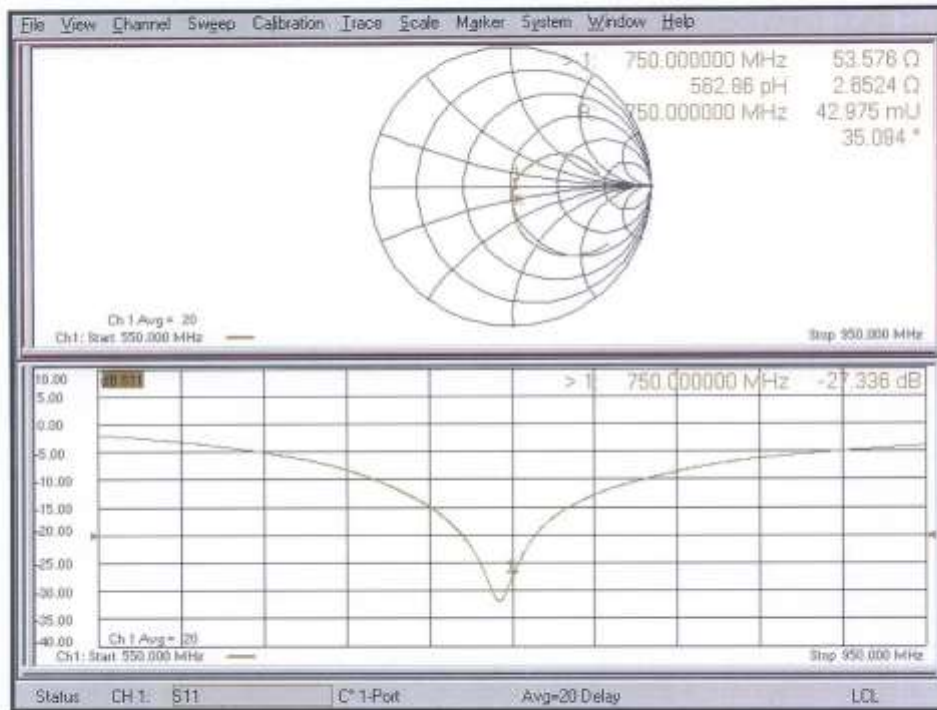 File View Channel Sweep Calibration Trace Scale Marker System Window Help
> 1: 750.000000 MHz 53.576 Ω
562.86 pH 2.6524 Ω
R: 750.000000 MHz 42.975 mU
35.094 °
Ch 1 Avg = 20
Ch1: Start 550.000 MHz
Stop 950.000 MHz
10.00
dB S11
> 1: 750.000000 MHz -27.336 dB
5.00
0.00
-5.00
-10.00
-15.00
-20.00
-25.00
1
-30.00
-35.00
-40.00
Ch 1 Avg = 20
Ch1: Start 550.000 MHz
Stop 950.000 MHz
Status CH 1: S11 C* 1-Port Avg=20 Delay LCL